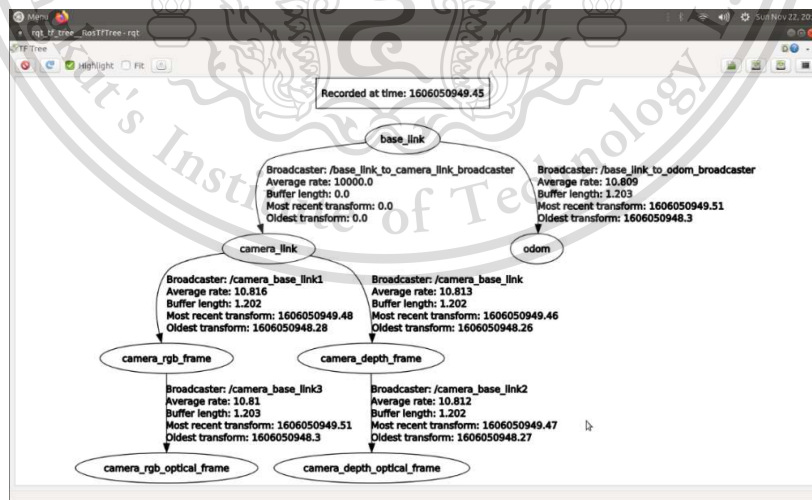 Menu
Sun Nov 22, 20
rqt_tf_tree__RosTFTree - rqt
TF Tree
Highlight
Fit
Recorded at time: 1606050949.45
base_link
Broadcaster: /base_link_to_camera_link_broadcaster
Average rate: 10000.0
Buffer length: 0.0
Most recent transform: 0.0
Oldest transform: 0.0
Broadcaster: /base_link_to_odom_broadcaster
Average rate: 10.809
Buffer length: 1.203
Most recent transform: 1606050949.51
Oldest transform: 1606050948.3
camera_link
odom
Broadcaster: /camera_base_link1
Average rate: 10.816
Buffer length: 1.202
Most recent transform: 1606050949.48
Oldest transform: 1606050948.28
Broadcaster: /camera_base_link
Average rate: 10.813
Buffer length: 1.202
Most recent transform: 1606050949.46
Oldest transform: 1606050948.26
camera_rgb_frame
camera_depth_frame
Broadcaster: /camera_base_link3
Average rate: 10.81
Buffer length: 1.203
Most recent transform: 1606050949.51
Oldest transform: 1606050948.3
Broadcaster: /camera_base_link2
Average rate: 10.812
Buffer length: 1.202
Most recent transform: 1606050949.47
Oldest transform: 1606050948.27
camera_rgb_optical_frame
camera_depth_optical_frame
Institute of Technology